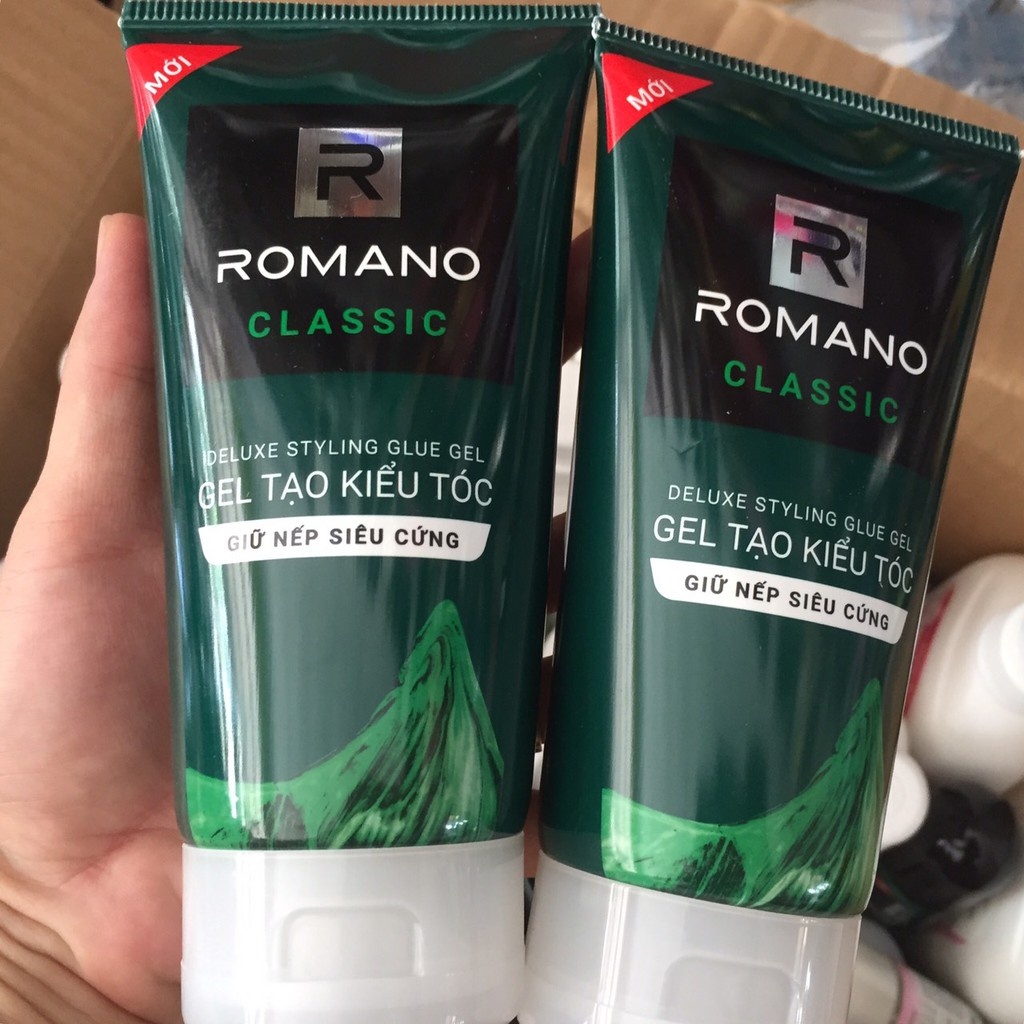 MỚI
R
ROMANO
CLASSIC
DELUXE STYLING GLUE GEL
GEL TẠO KIỂU TÓC
GIỮ NẾP SIÊU CỨNG
MỚI
R
ROMANO
CLASSIC
DELUXE STYLING GLUE GEL
GEL TẠO KIỂU TÓC
GIỮ NẾP SIÊU CỨNG